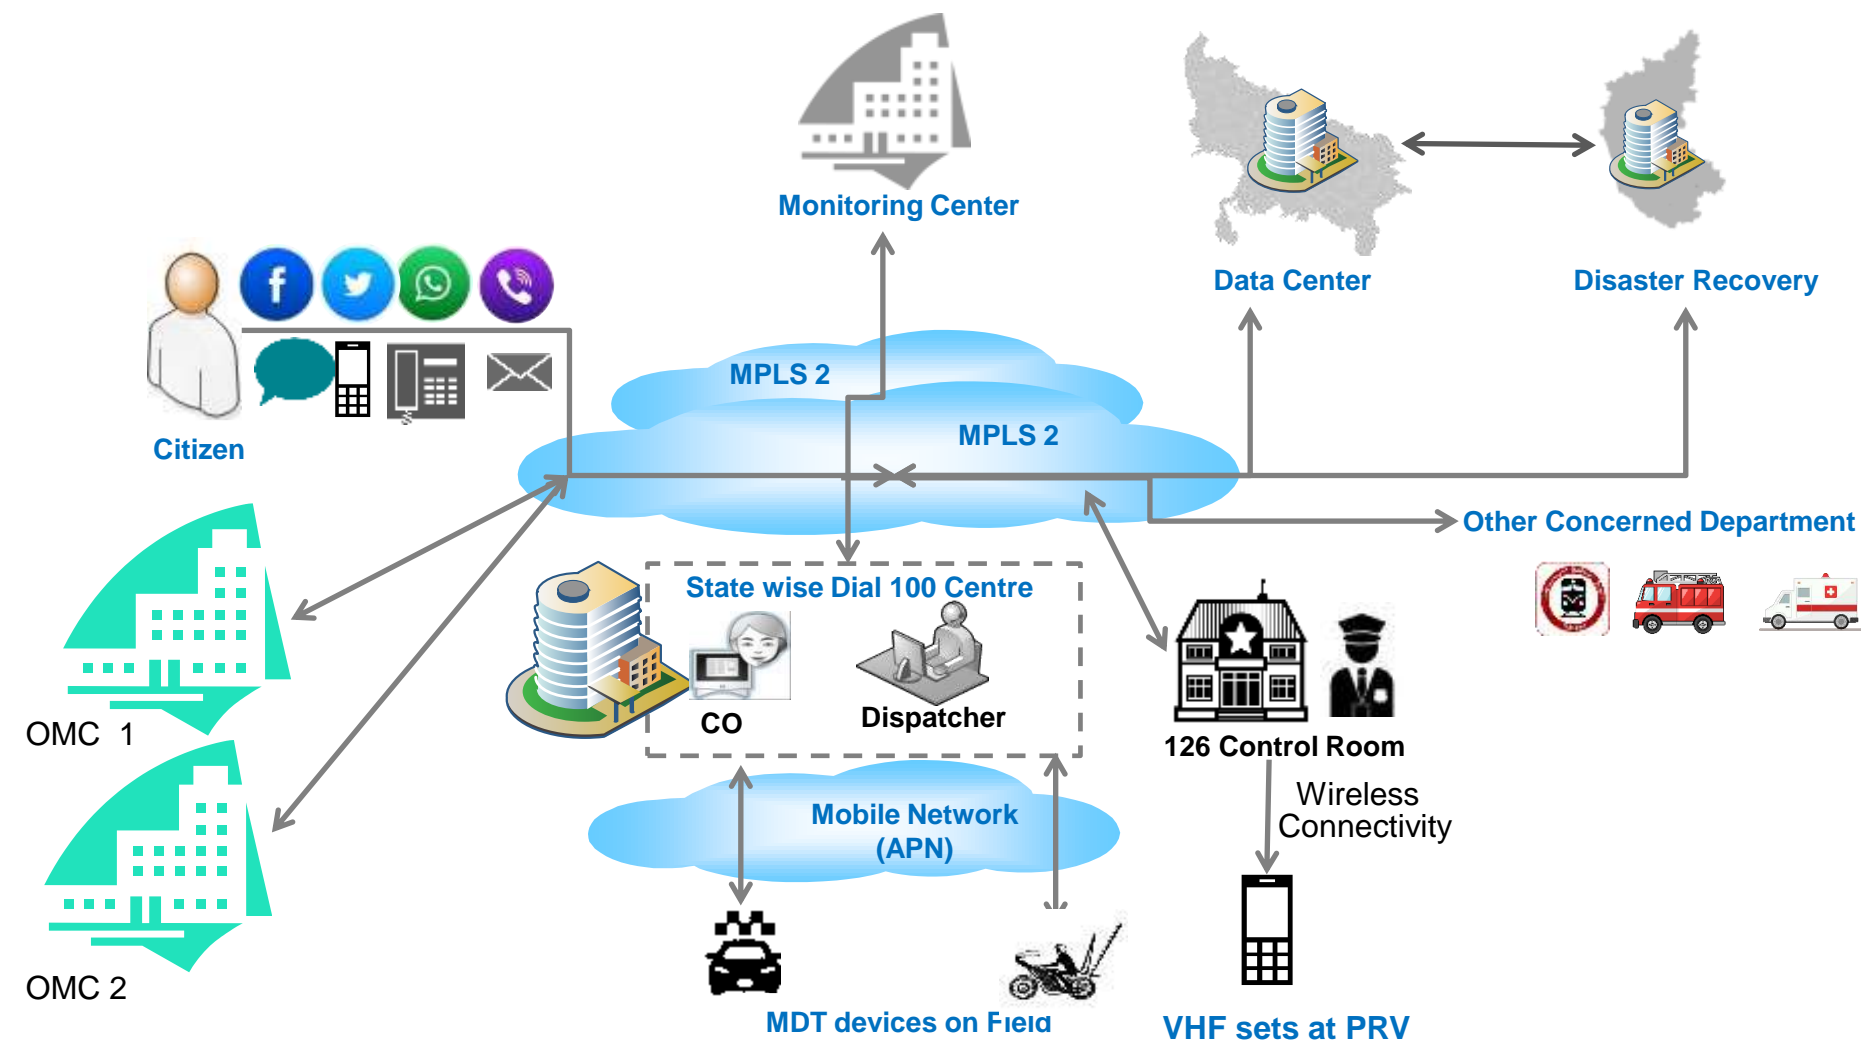 Monitoring Center
Data Center
Disaster Recovery
Citizen
MPLS 2
MPLS 2
Other Concerned Department
State wise Dial 100 Centre
CO
Dispatcher
126 Control Room
Wireless
Connectivity
OMC 1
Mobile Network
(APN)
OMC 2
MDT devices on Field
VHF sets at PRV